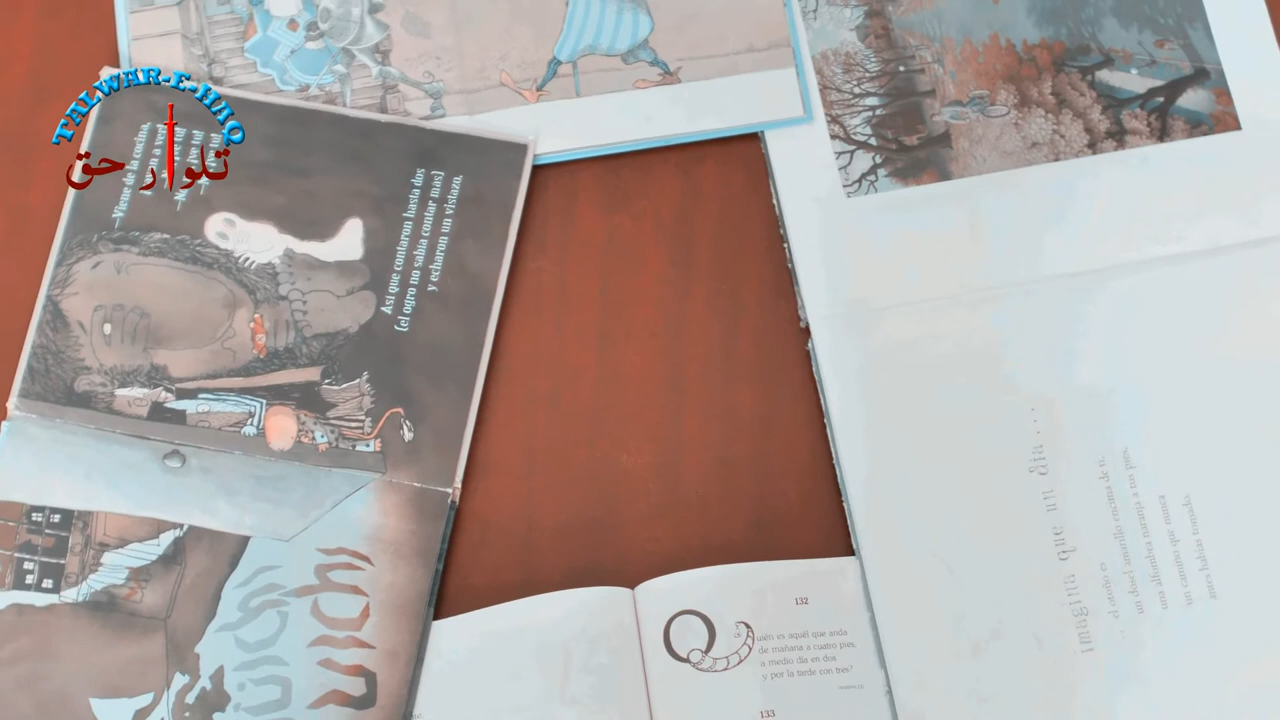 TALWAR-E-HAQ
تلوار حق
—Viene de la cocina.
Así que contaron hasta dos
(el ogro no sabía contar más)
y echaron un vistazo.
132
Quién es aquél que anda
de mañana a cuatro pies,
a medio día en dos
y por la tarde con tres?
133
imagina que un día ...
el otoño es
un dosel amarillo encima de ti,
una alfombra naranja a tus pies,
un camino que nunca
antes habías tomado.